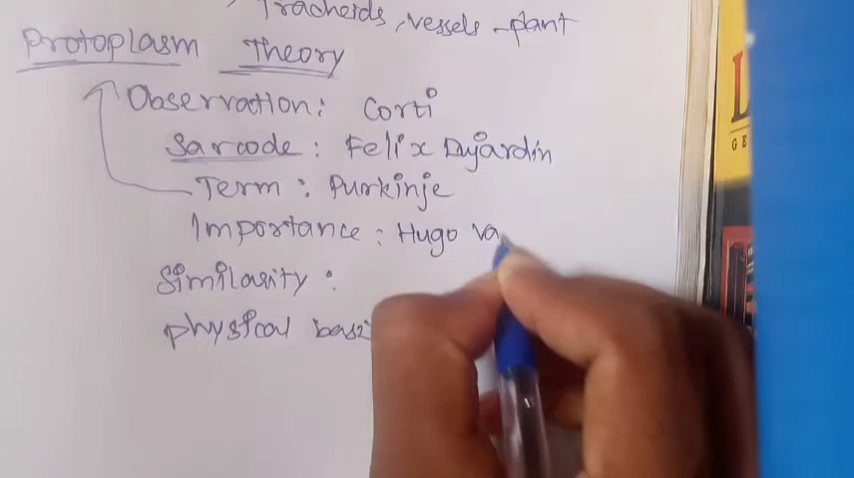 Tracheids, vessels - plant
Protoplasm Theory
Observation: Corti
Sarcode: Felix Dujardin
Term: Purkinje
Importance: Hugo Va
Similarity:
Physical basi